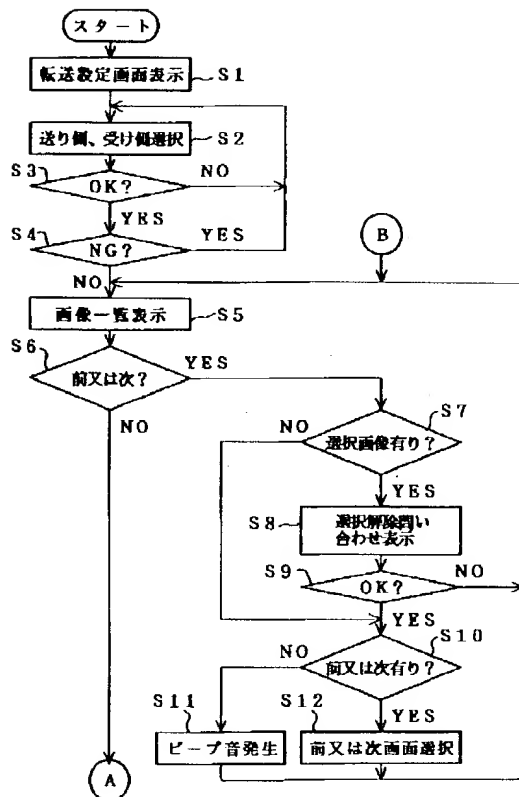 スタート
転送設定画面表示
S1
送り側、受け側選択
S2
S3
OK?
NO
YES
S4
NG?
YES
NO
B
画像一覧表示
S5
S6
前又は次?
YES
NO
S7
選択画像有り?
NO
YES
S8
選択解除問い
合わせ表示
S9
OK?
NO
YES
S10
前又は次有り?
NO
YES
S11
ビープ音発生
S12
前又は次画面選択
A